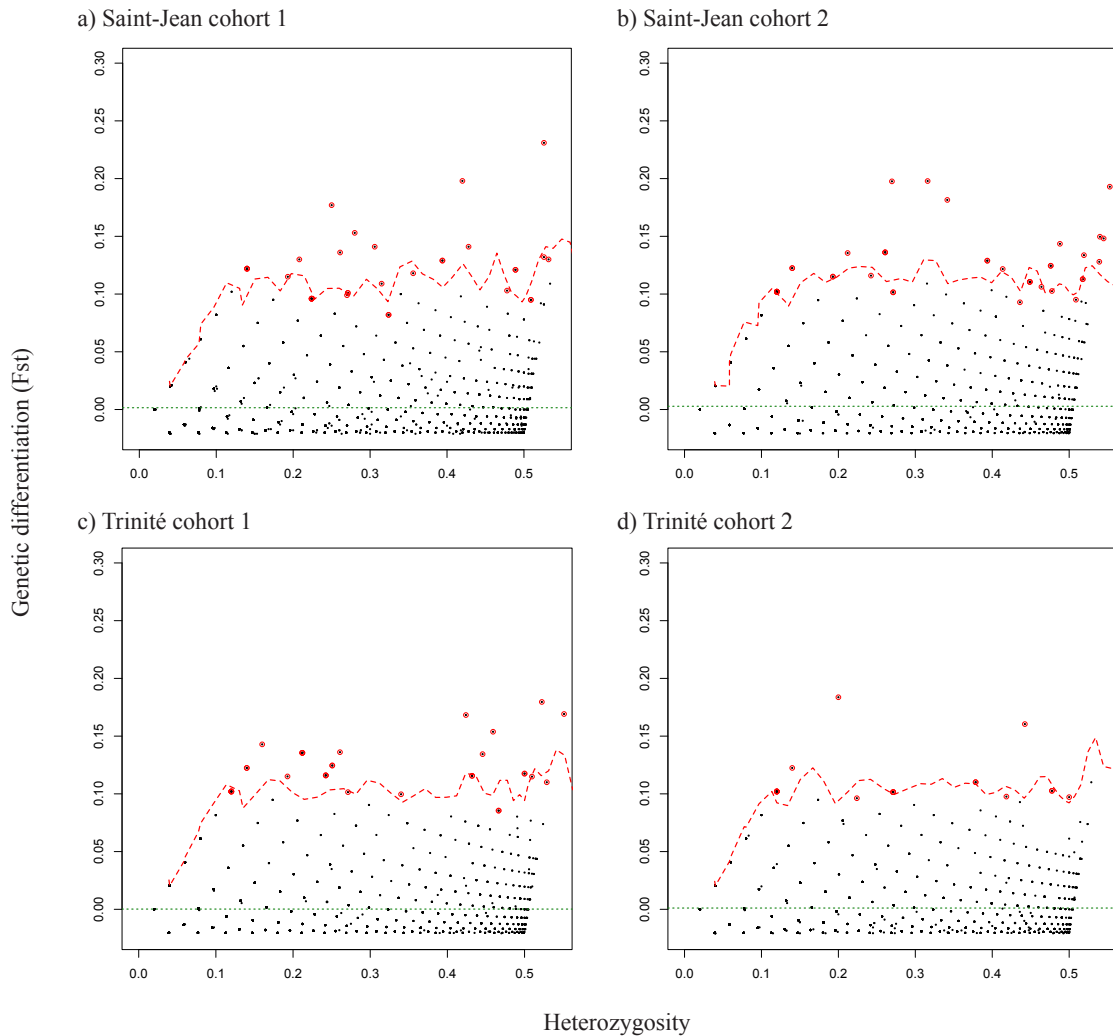 a) Saint-Jean cohort 1
b) Saint-Jean cohort 2
0.30
0.25
0.20
0.15
0.10
0.05
0.00
0.0 0.1 0.2 0.3 0.4 0.5
0.30
0.25
0.20
0.15
0.10
0.05
0.00
0.0 0.1 0.2 0.3 0.4 0.5
Genetic differentiation (Fst)
c) Trinité cohort 1
d) Trinité cohort 2
0.30
0.25
0.20
0.15
0.10
0.05
0.00
0.0 0.1 0.2 0.3 0.4 0.5
0.30
0.25
0.20
0.15
0.10
0.05
0.00
0.0 0.1 0.2 0.3 0.4 0.5
Heterozygosity